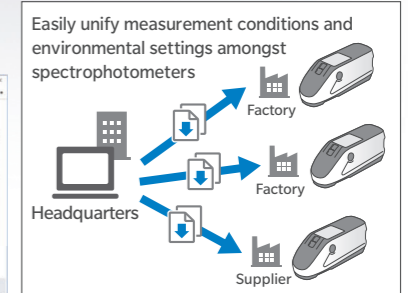 Easily unify measurement conditions and
environmental settings amongst
spectrophotometers
Factory
Factory
Headquarters
Supplier